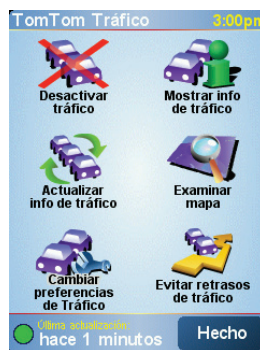 TomTom Tráfico 3:00pm
Desactivar
tráfico
Mostrar info
de tráfico
Actualizar
info de tráfico
Examinar
mapa
Cambiar
preferencias
de Tráfico
Evitar retrasos
de tráfico
Última actualización:
hace 1 minutos
Hecho